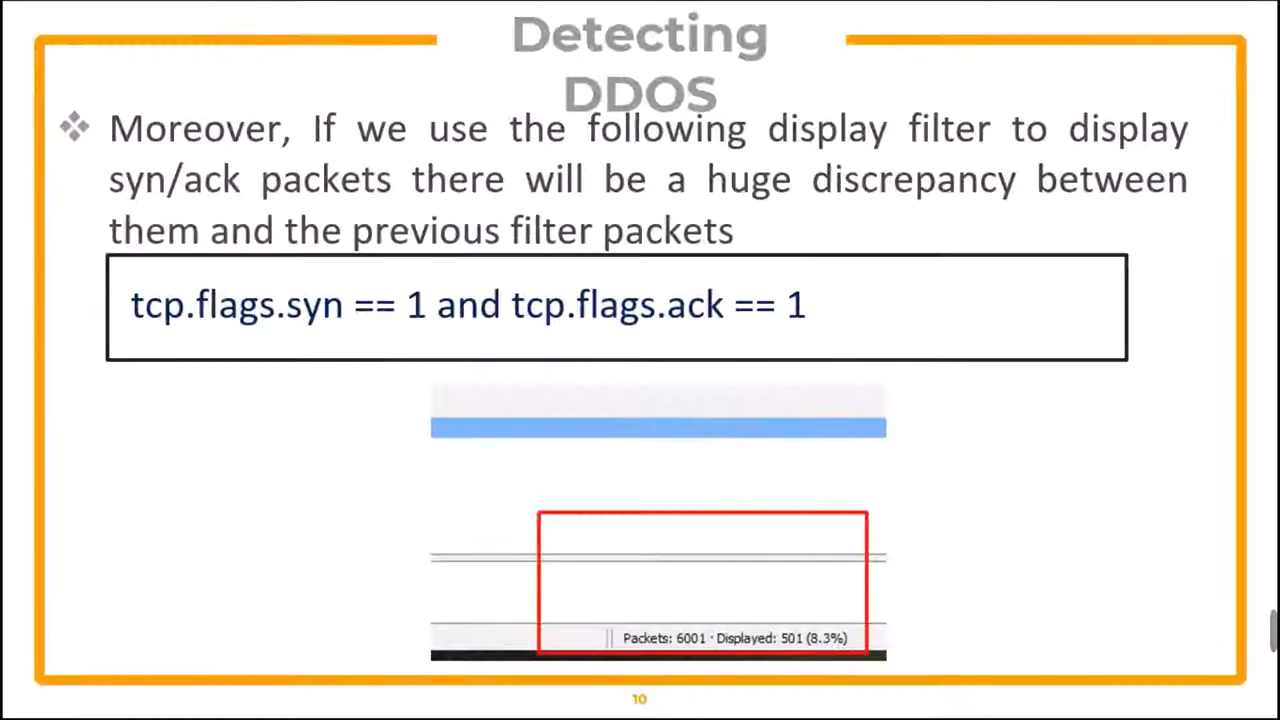 Detecting
DDOS
Moreover, If we use the following display filter to display
syn/ack packets there will be a huge discrepancy between
them and the previous filter packets
tcp.flags.syn == 1 and tcp.flags.ack == 1
Packets: 6001 · Displayed: 501 (8.3%)
10